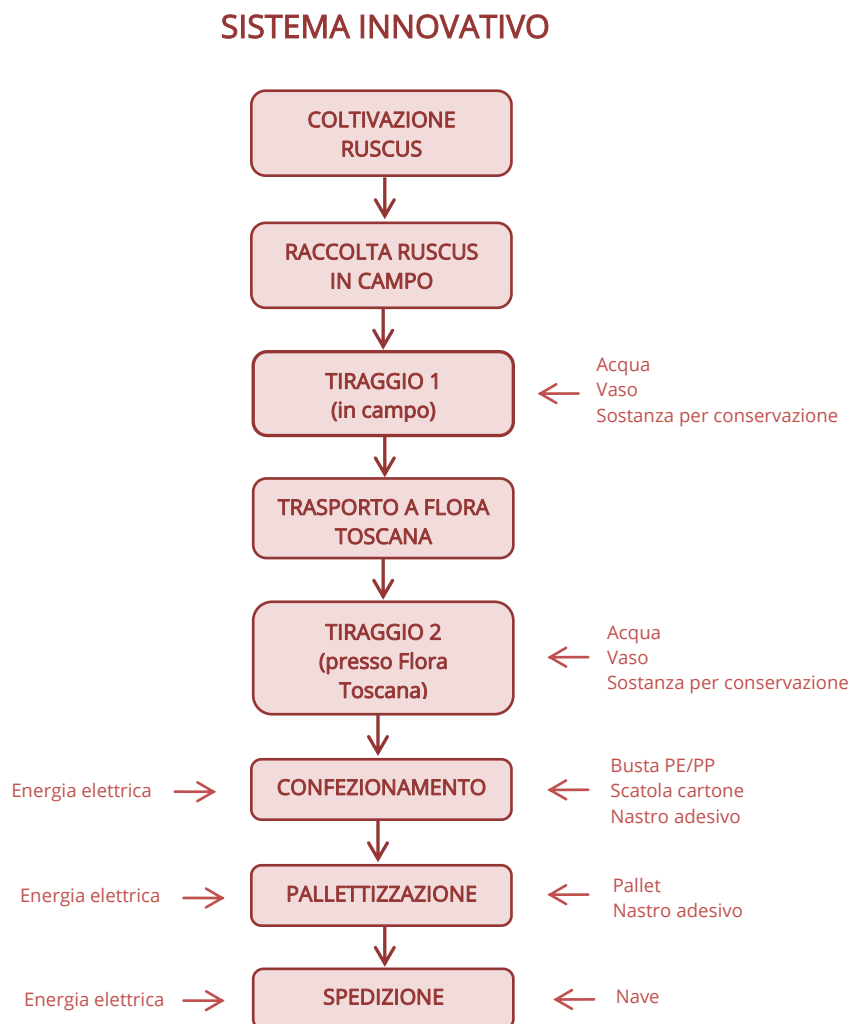 SISTEMA INNOVATIVO
COLTIVAZIONE
RUSCUS
RACCOLTA RUSCUS
IN CAMPO
TIRAGGIO 1
(in campo)
Acqua
Vaso
Sostanza per conservazione
TRASPORTO A FLORA
TOSCANA
TIRAGGIO 2
(presso Flora
Toscana)
Acqua
Vaso
Sostanza per conservazione
Energia elettrica
CONFEZIONAMENTO
Busta PE/PP
Scatola cartone
Nastro adesivo
Energia elettrica
PALLETTIZZAZIONE
Pallet
Nastro adesivo
Energia elettrica
SPEDIZIONE
Nave